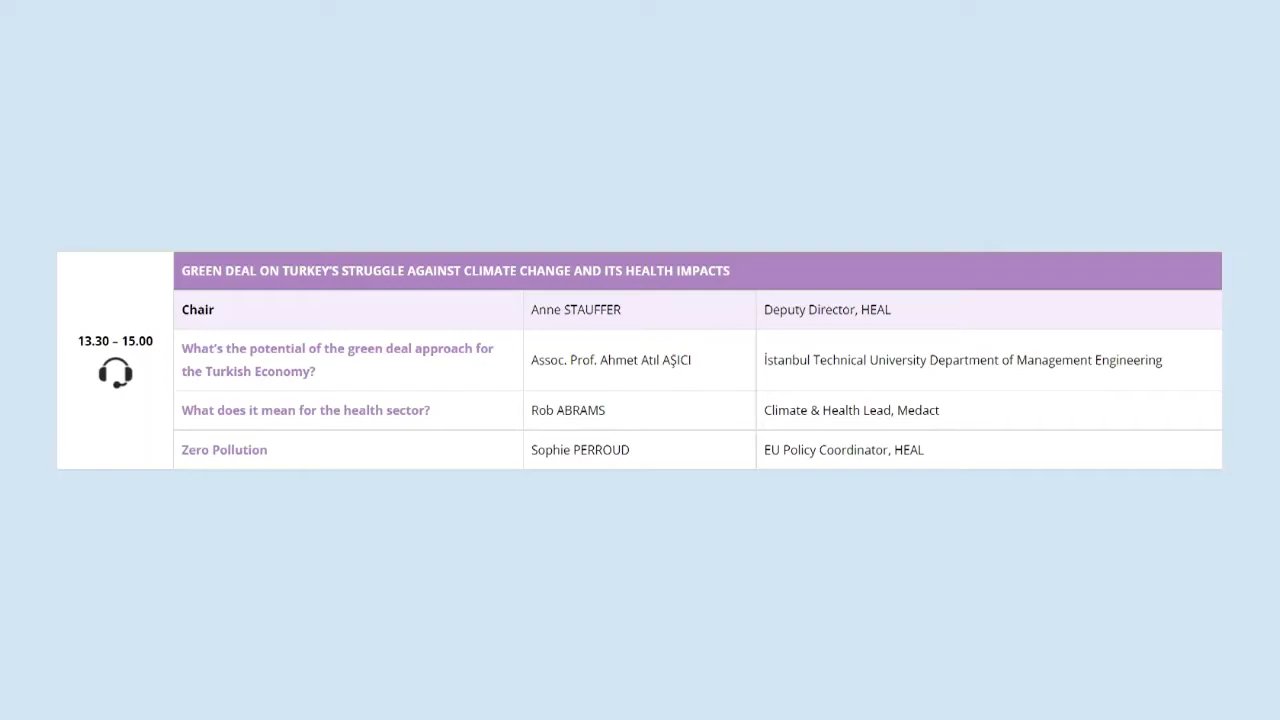 GREEN DEAL ON TURKEY'S STRUGGLE AGAINST CLIMATE CHANGE AND ITS HEALTH IMPACTS
13.30 – 15.00
Chair
Anne STAUFFER
Deputy Director, HEAL
What's the potential of the green deal approach for
the Turkish Economy?
Assoc. Prof. Ahmet Atıl AŞICI
İstanbul Technical University Department of Management Engineering
What does it mean for the health sector?
Rob ABRAMS
Climate & Health Lead, Medact
Zero Pollution
Sophie PERROUD
EU Policy Coordinator, HEAL